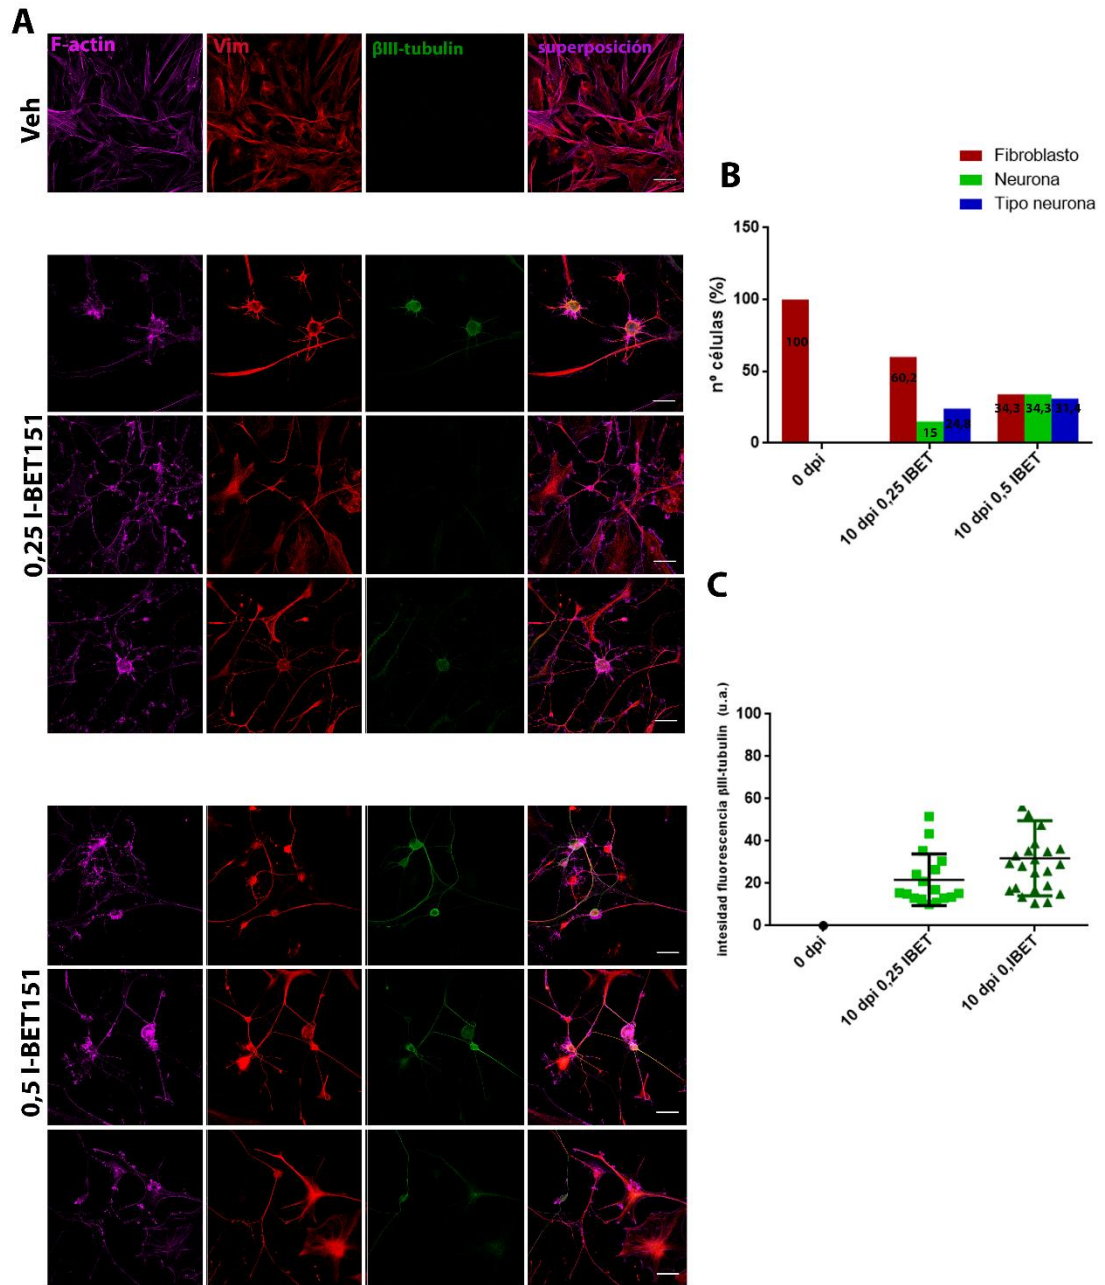 A
F-actin
Vim
βIII-tubulin
superposición
Veh
0,25 I-BET151
0,5 I-BET151
B
Fibroblasto
Neurona
Tipo neurona
nº células (%)
150
100
50
0
100
60,2
15
24,8
34,3
34,3
31,4
0 dpi
10 dpi 0,25 IBET
10 dpi 0,5 IBET
C
intesidad fluorescencia βIII-tubulin (u.a.)
100
80
60
40
20
0
0 dpi
10 dpi 0,25 IBET
10 dpi 0,IBET